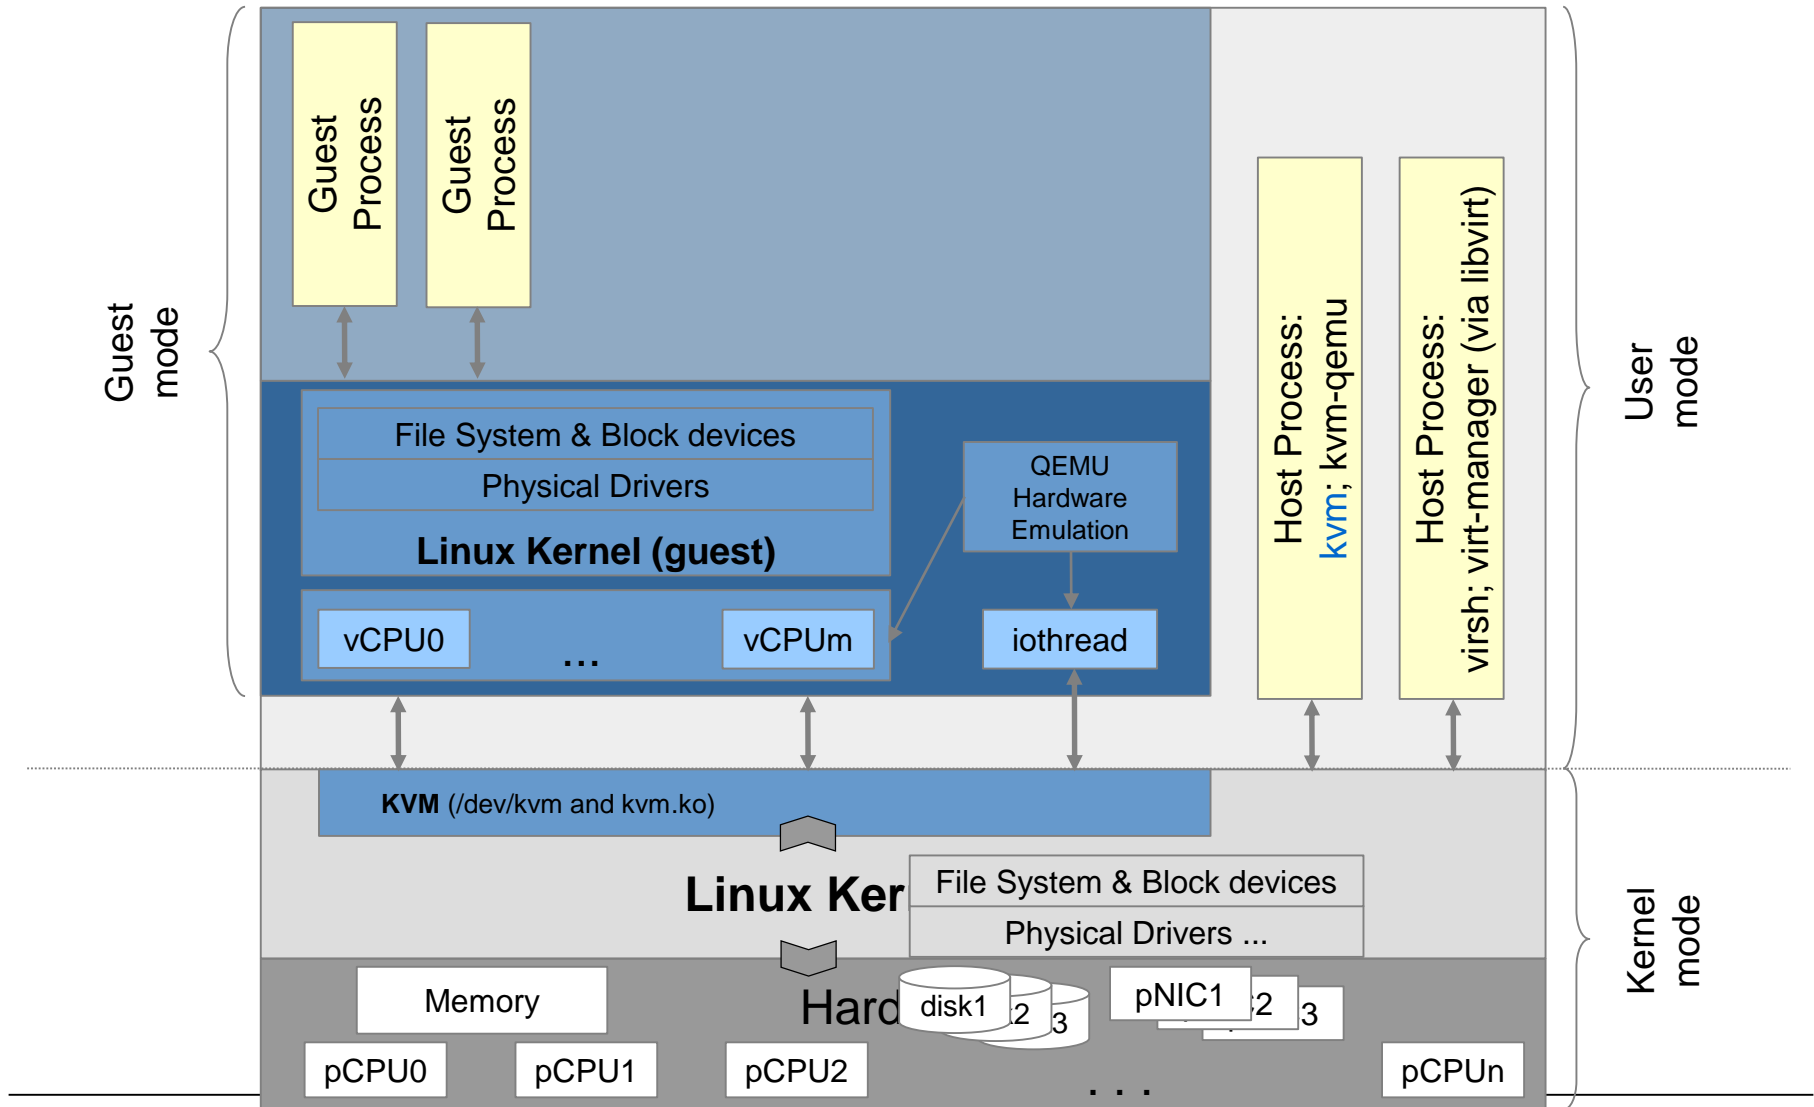 Guest
Process
Guest
Process
Guest
mode
File System & Block devices
Physical Drivers
Linux Kernel (guest)
QEMU
Hardware
Emulation
vCPU0
...
vCPUm
iothread
Host Process:
kvm; kvm-qemu
Host Process:
virsh; virt-manager (via libvirt)
User
mode
KVM (/dev/kvm and kvm.ko)
Linux Ker
File System & Block devices
Physical Drivers ...
Kernel
mode
Memory
Hard
disk1
2
3
pNIC1
2
3
pCPU0
pCPU1
pCPU2
. . .
pCPUn